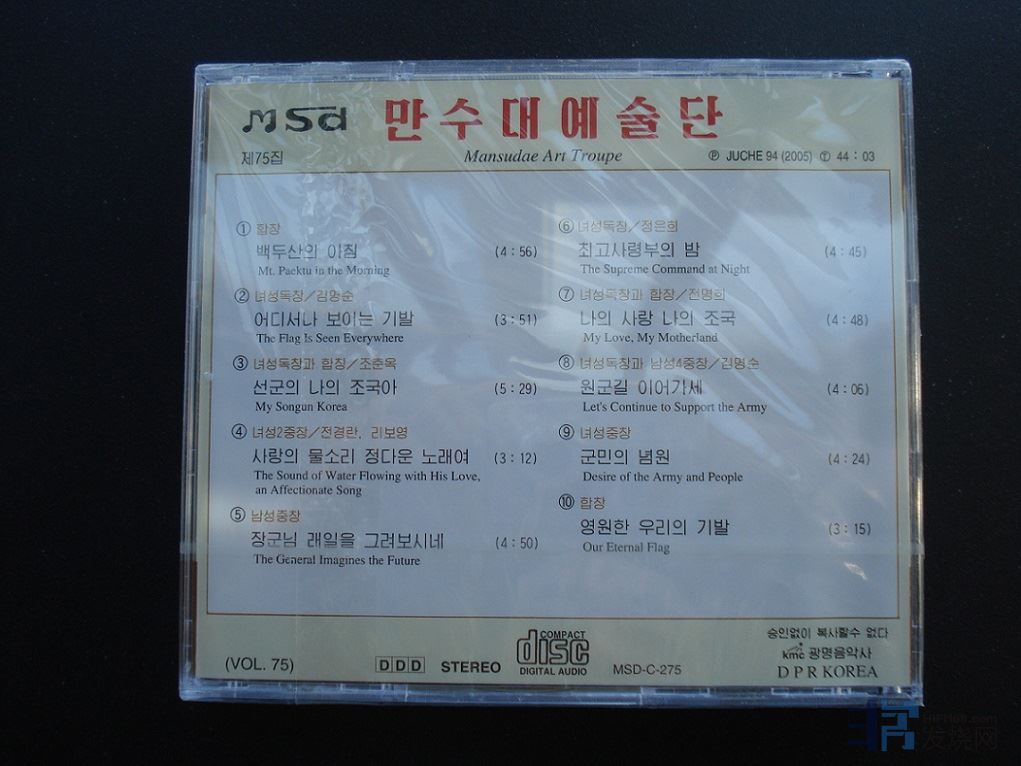 msd 만수대예술단
제75집 Mansudae Art Troupe ℗ JUCHE 94 (2005) Ⓣ 44 : 03
① 합창
백두산의 아침 (4 : 56)
Mt. Paektu in the Morning
② 녀성독창/김명순
어디서나 보이는 기발 (3 : 51)
The Flag Is Seen Everywhere
③ 녀성독창과 합창/조춘옥
선군의 나의 조국아 (5 : 29)
My Songun Korea
④ 녀성2중창/전경란, 리보영
사랑의 물소리 정다운 노래여 (3 : 12)
The Sound of Water Flowing with His Love,
an Affectionate Song
⑤ 남성중창
장군님 래일을 그려보시네 (4 : 50)
The General Imagines the Future
⑥ 녀성독창/정은희
최고사령부의 밤 (4 : 45)
The Supreme Command at Night
⑦ 녀성독창과 합창/전명희
나의 사랑 나의 조국 (4 : 48)
My Love, My Motherland
⑧ 녀성독창과 남성4중창/김명순
원군길 이어가세 (4 : 06)
Let's Continue to Support the Army
⑨ 녀성중창
군민의 념원 (4 : 24)
Desire of the Army and People
⑩ 합창
영원한 우리의 기발 (3 : 15)
Our Eternal Flag
(VOL. 75) DDD STEREO COMPACT disc DIGITAL AUDIO MSD-C-275
승인없이 복사할수 없다
kmc 광명음악사
D P R KOREA
HIFI168.com
发烧网